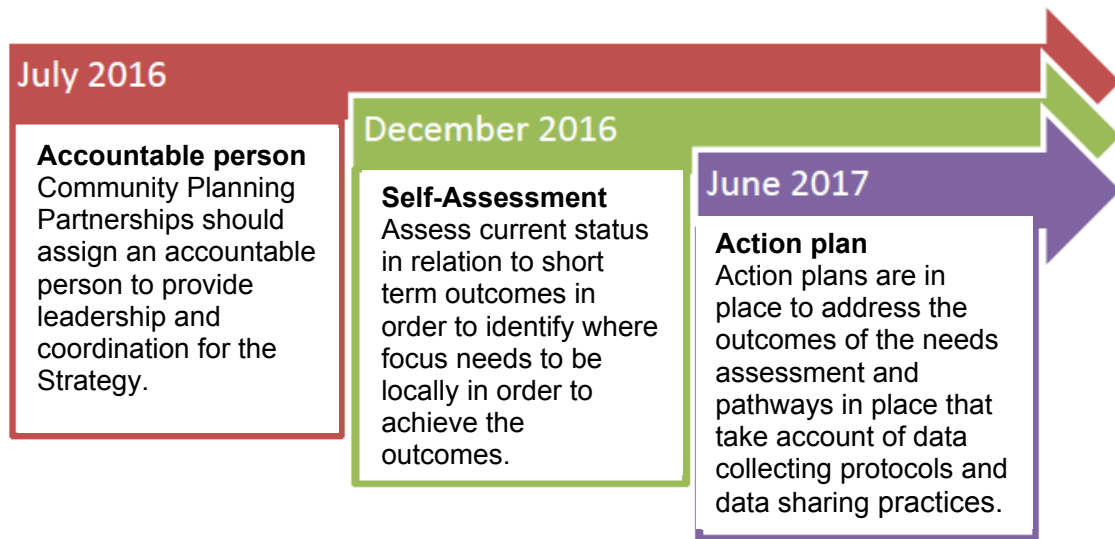 July 2016
Accountable person
Community Planning
Partnerships should
assign an accountable
person to provide
leadership and
coordination for the
Strategy.
December 2016
Self-Assessment
Assess current status
in relation to short
term outcomes in
order to identify where
focus needs to be
locally in order to
achieve the
outcomes.
June 2017
Action plan
Action plans are in
place to address the
outcomes of the needs
assessment and
pathways in place that
take account of data
collecting protocols and
data sharing practices.